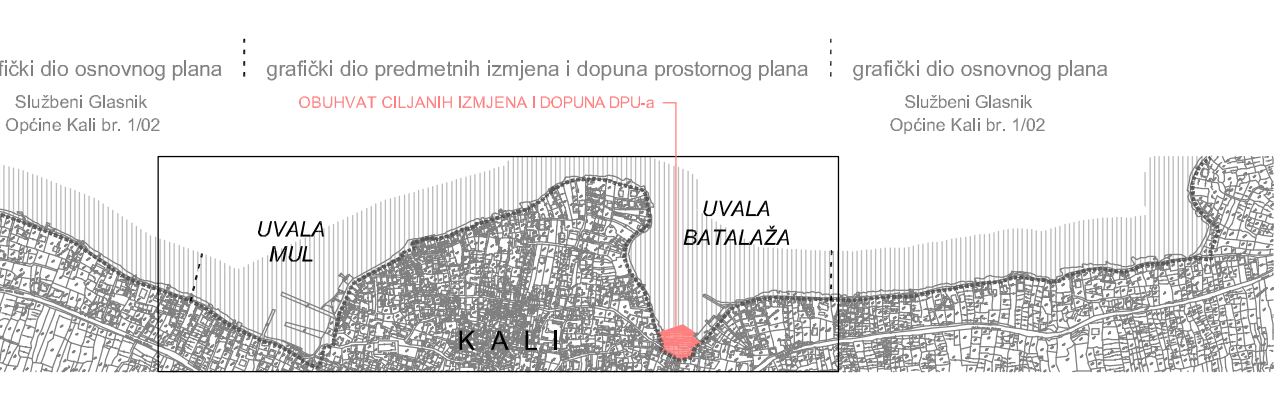 fički dio osnovnog plana
grafički dio predmetnih izmjena i dopuna prostornog plana
grafički dio osnovnog plana
Službeni Glasnik
Općine Kali br. 1/02
OBUHVAT CILJANIH IZMJENA I DOPUNA DPU-a
Službeni Glasnik
Općine Kali br. 1/02
UVALA
MUL
UVALA
BATALAŽA
KALI